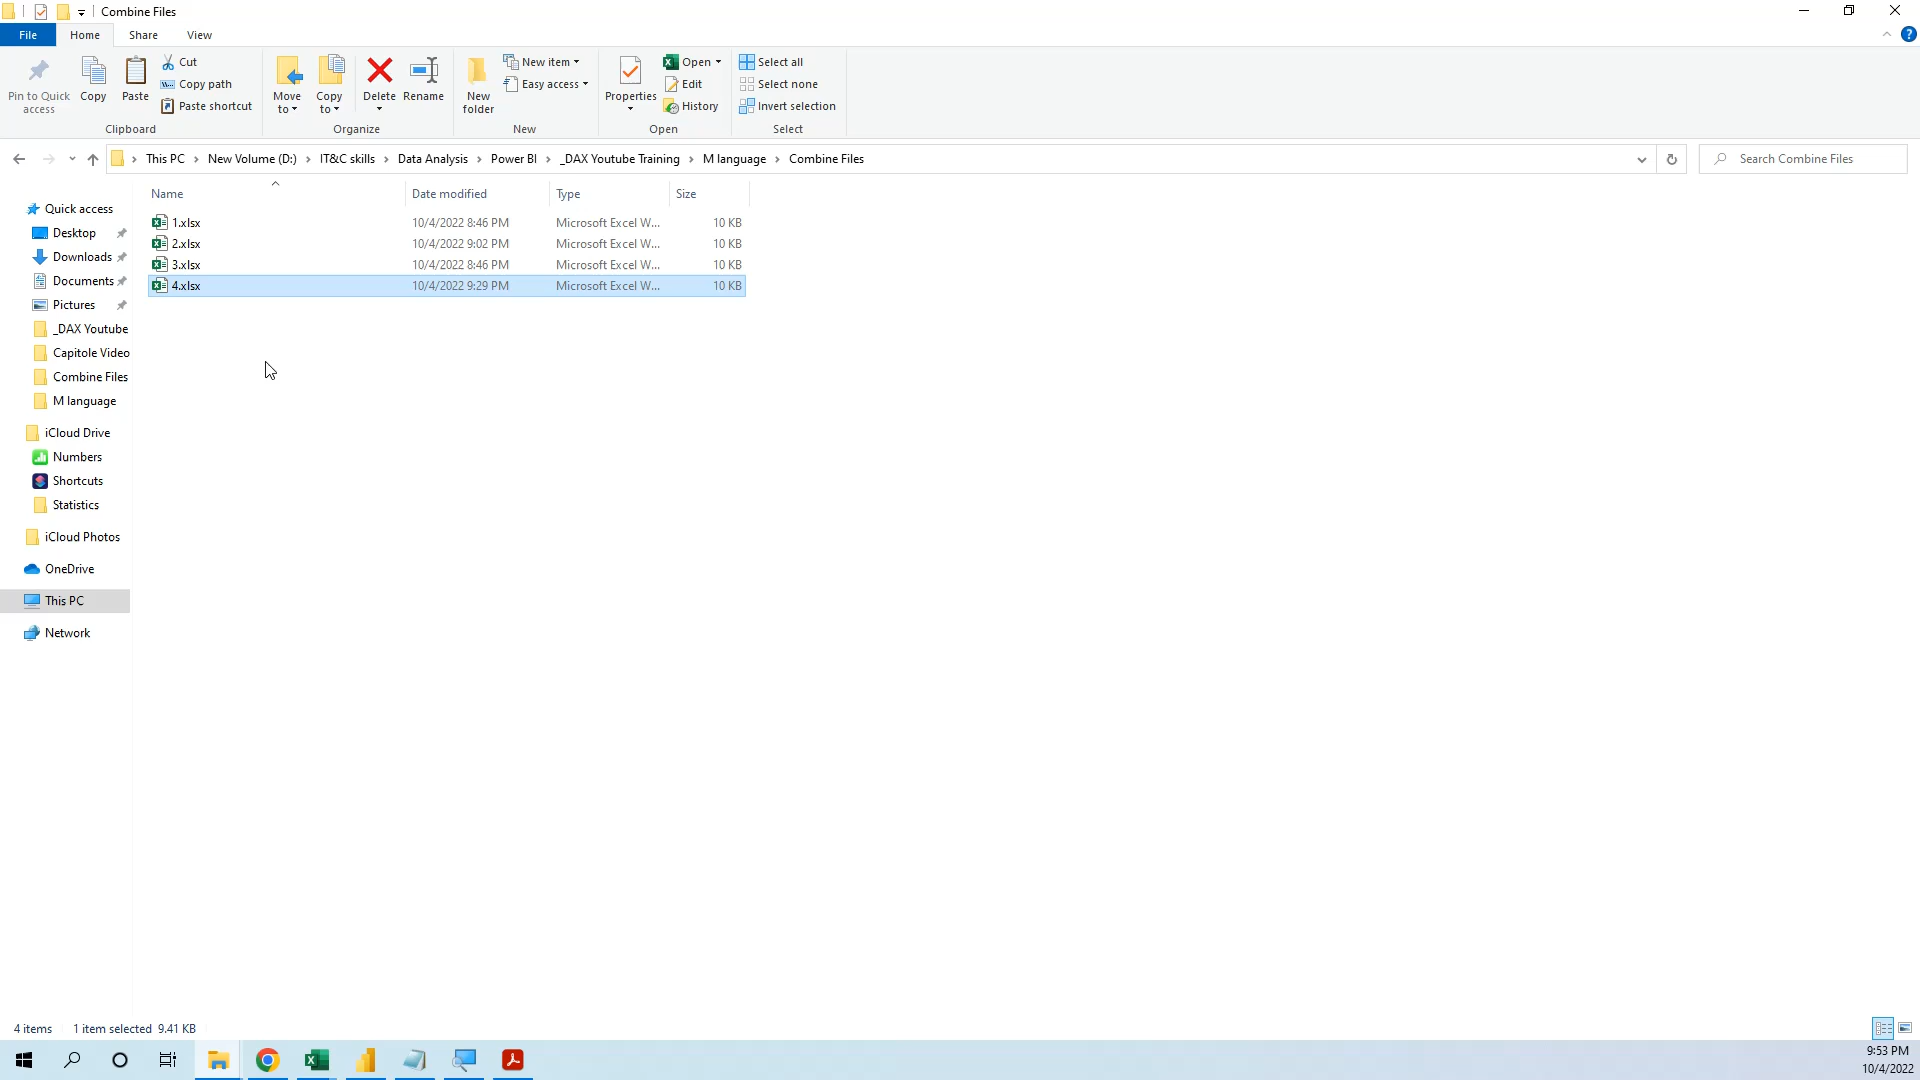 Combine Files
File Home Share View
Pin to Quick access
Copy
Paste
Cut
Copy path
Paste shortcut
Clipboard
Move to
Copy to
Delete
Rename
Organize
New folder
New item
Easy access
New
Properties
Open
Edit
History
Open
Select all
Select none
Invert selection
Select
This PC New Volume (D:) IT&C skills Data Analysis Power BI _DAX Youtube Training M language Combine Files
Search Combine Files
Name Date modified Type Size
1.xlsx 10/4/2022 8:46 PM Microsoft Excel W... 10 KB
2.xlsx 10/4/2022 9:02 PM Microsoft Excel W... 10 KB
3.xlsx 10/4/2022 8:46 PM Microsoft Excel W... 10 KB
4.xlsx 10/4/2022 9:29 PM Microsoft Excel W... 10 KB
Quick access
Desktop
Downloads
Documents
Pictures
_DAX Youtube
Capitole Video
Combine Files
M language
iCloud Drive
Numbers
Shortcuts
Statistics
iCloud Photos
OneDrive
This PC
Network
4 items 1 item selected 9.41 KB
9:53 PM
10/4/2022